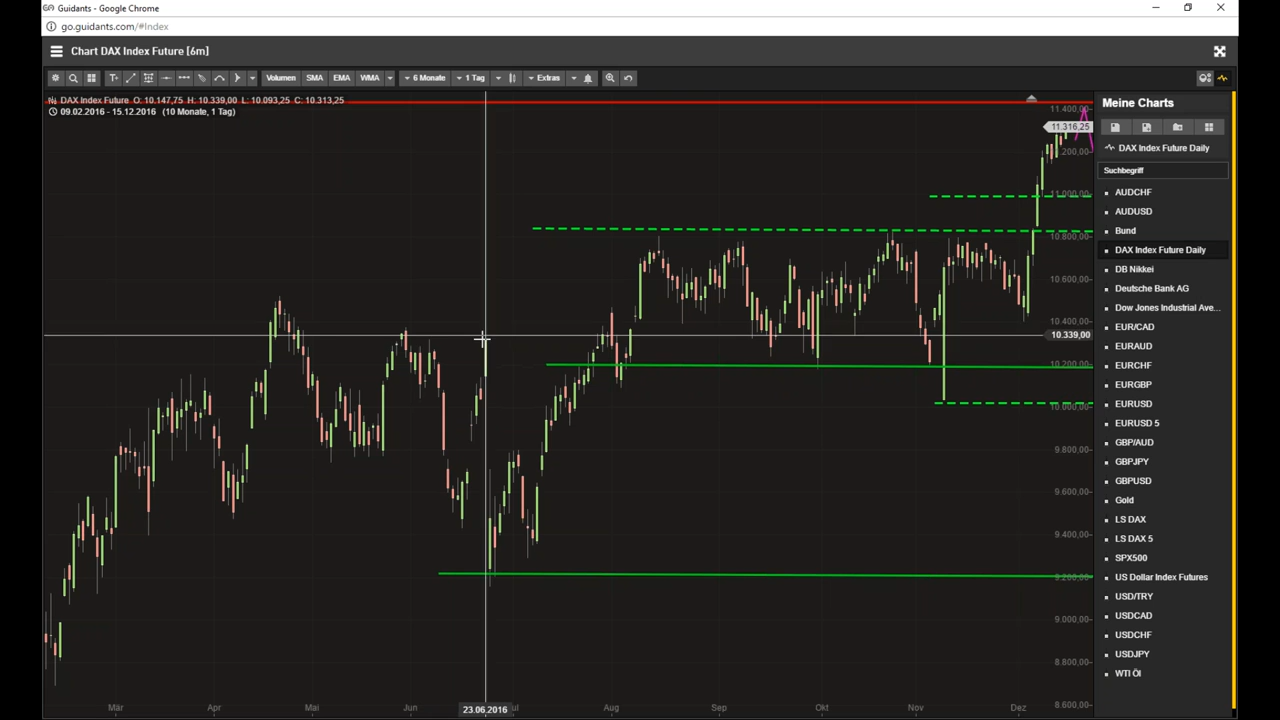 Guidants - Google Chrome
go.guidants.com/#Index
Chart DAX Index Future [6m]
Volumen SMA EMA WMA 6 Monate 1 Tag Extras
DAX Index Future O: 10.147,75 H: 10.339,00 L: 10.093,25 C: 10.313,25
09.02.2016 - 15.12.2016 (10 Monate, 1 Tag)
11.400,00
11.316,25
11.200,00
11.000,00
10.800,00
10.600,00
10.400,00
10.339,00
10.200,00
10.000,00
9.800,00
9.600,00
9.400,00
9.200,00
9.000,00
8.800,00
8.600,00
Mär Apr Mai Jun 23.06.2016 Aug Sep Okt Nov Dez
Meine Charts
DAX Index Future Daily
Suchbegriff
AUDCHF
AUDUSD
Bund
DAX Index Future Daily
DB Nikkei
Deutsche Bank AG
Dow Jones Industrial Ave...
EUR/CAD
EURAUD
EURCHF
EURGBP
EURUSD
EURUSD 5
GBP/AUD
GBPJPY
GBPUSD
Gold
LS DAX
LS DAX 5
SPX500
US Dollar Index Futures
USD/TRY
USDCAD
USDCHF
USDJPY
WTI Öl